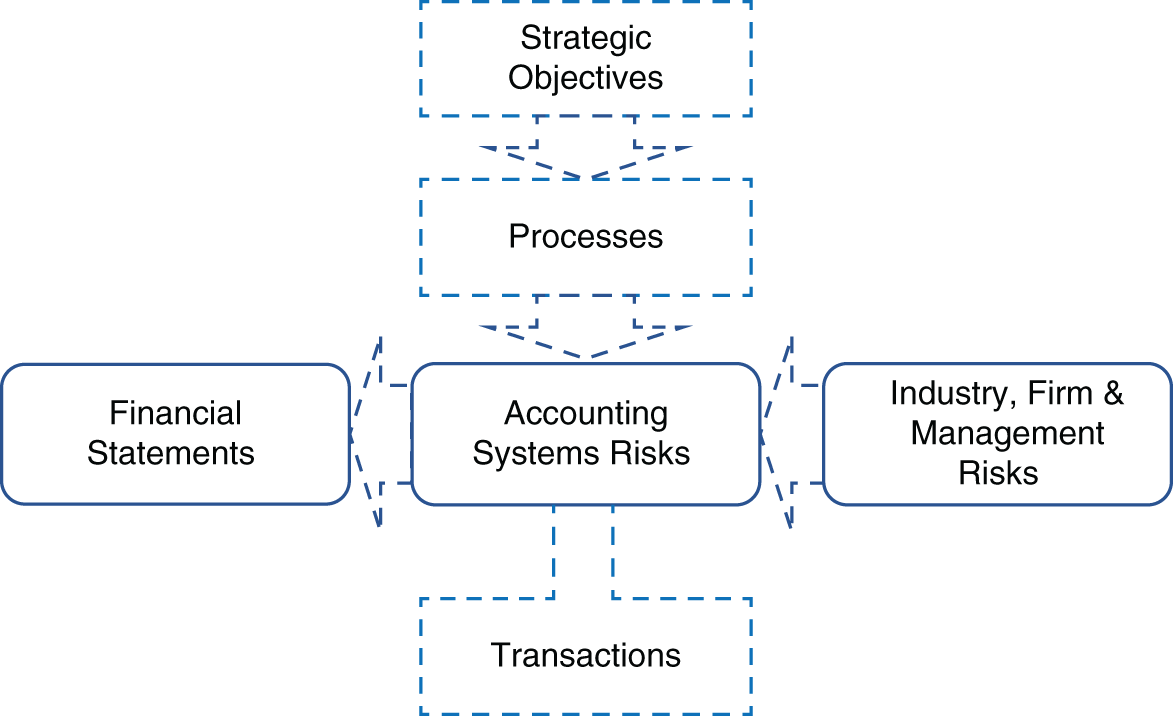 Strategic
Objectives
Processes
Financial
Statements
Accounting
Systems Risks
Industry, Firm &
Management
Risks
Transactions